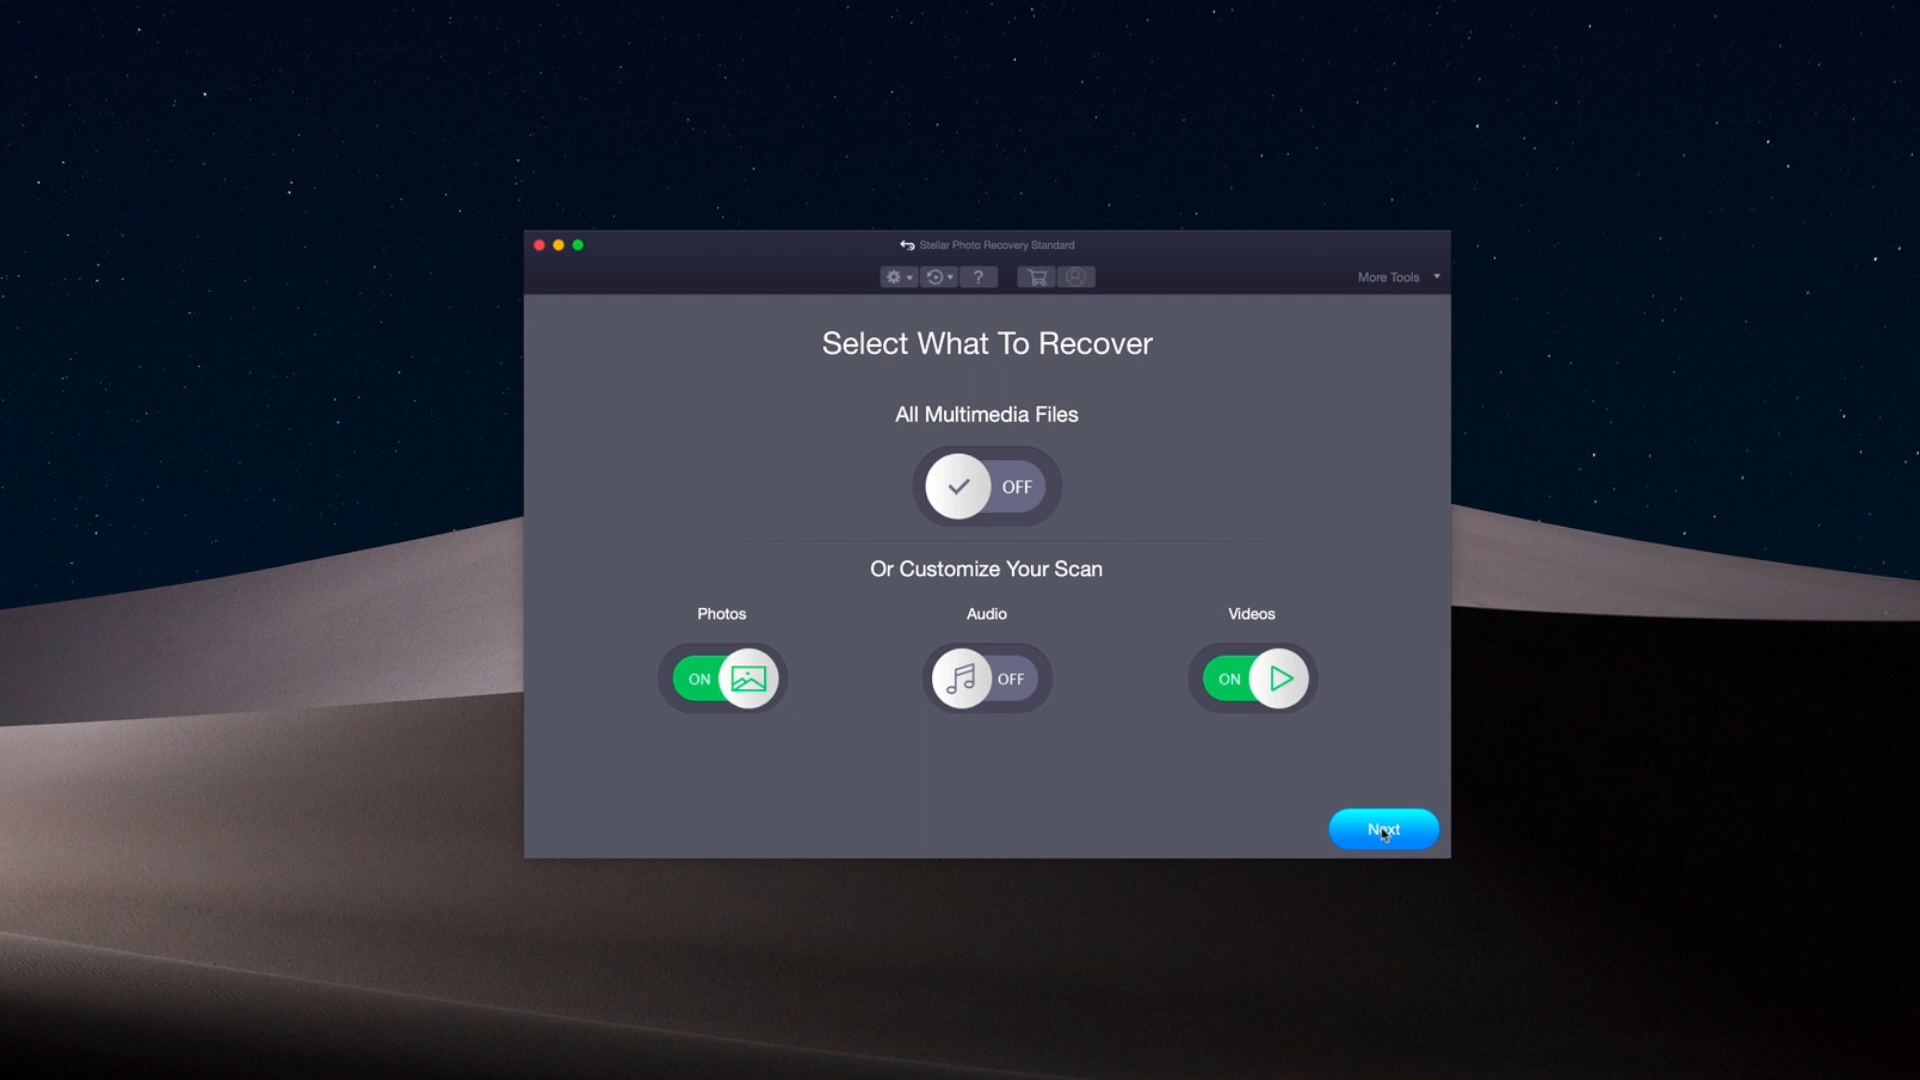 Stellar Photo Recovery Standard
?
More Tools
Select What To Recover
All Multimedia Files
OFF
Or Customize Your Scan
Photos
Audio
Videos
ON
OFF
ON
Next